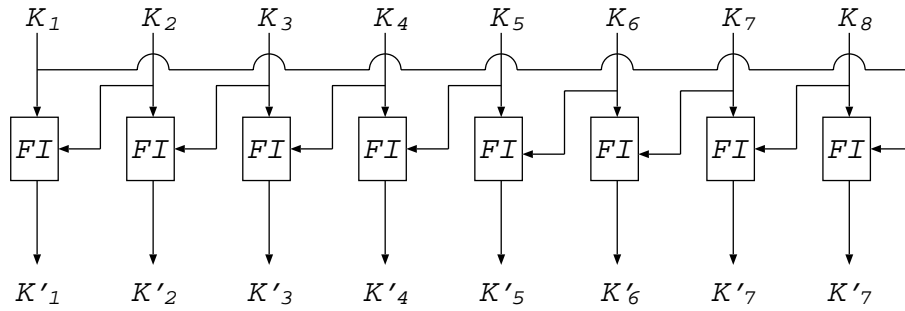 K₁ K₂ K₃ K₄ K₅ K₆ K₇ K₈
FI FI FI FI FI FI FI FI
K'₁ K'₂ K'₃ K'₄ K'₅ K'₆ K'₇ K'₇